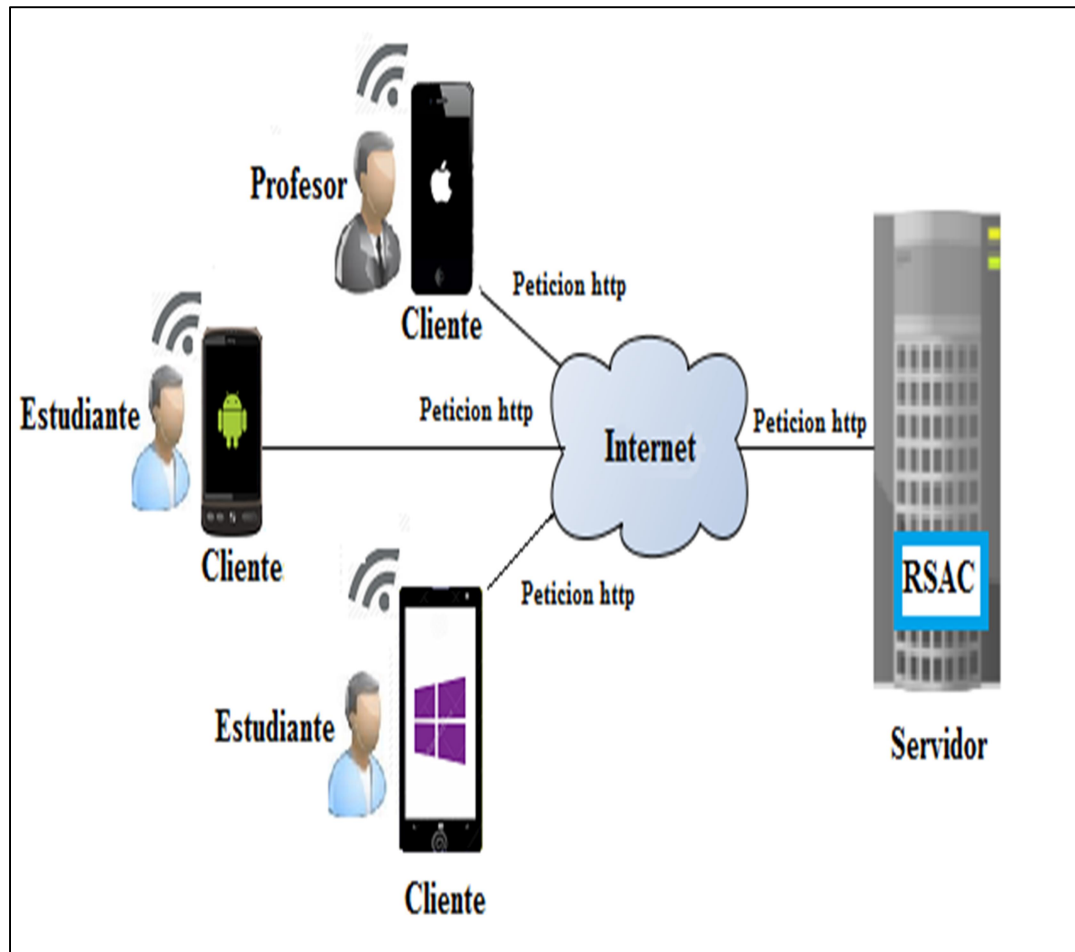 Profesor
Peticion http
Cliente
Estudiante
Peticion http
Internet
Peticion http
Cliente
RSAC
Peticion http
Estudiante
Servidor
Cliente